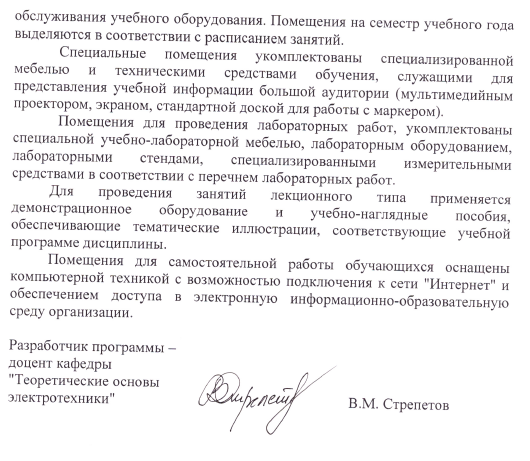 обслуживания учебного оборудования. Помещения на семестр учебного года
выделяются в соответствии с расписанием занятий.
Специальные помещения укомплектованы специализированной
мебелью и техническими средствами обучения, служащими для
представления учебной информации большой аудитории (мультимедийным
проектором, экраном, стандартной доской для работы с маркером).
Помещения для проведения лабораторных работ, укомплектованы
специальной учебно-лабораторной мебелью, лабораторным оборудованием,
лабораторными стендами, специализированными измерительными
средствами в соответствии с перечнем лабораторных работ.
Для проведения занятий лекционного типа применяется
демонстрационное оборудование и учебно-наглядные пособия,
обеспечивающие тематические иллюстрации, соответствующие учебной
программе дисциплины.
Помещения для самостоятельной работы обучающихся оснащены
компьютерной техникой с возможностью подключения к сети "Интернет" и
обеспечением доступа в электронную информационно-образовательную
среду организации.
Разработчик программы –
доцент кафедры
"Теоретические основы
электротехники"
В.М. Стрепетов